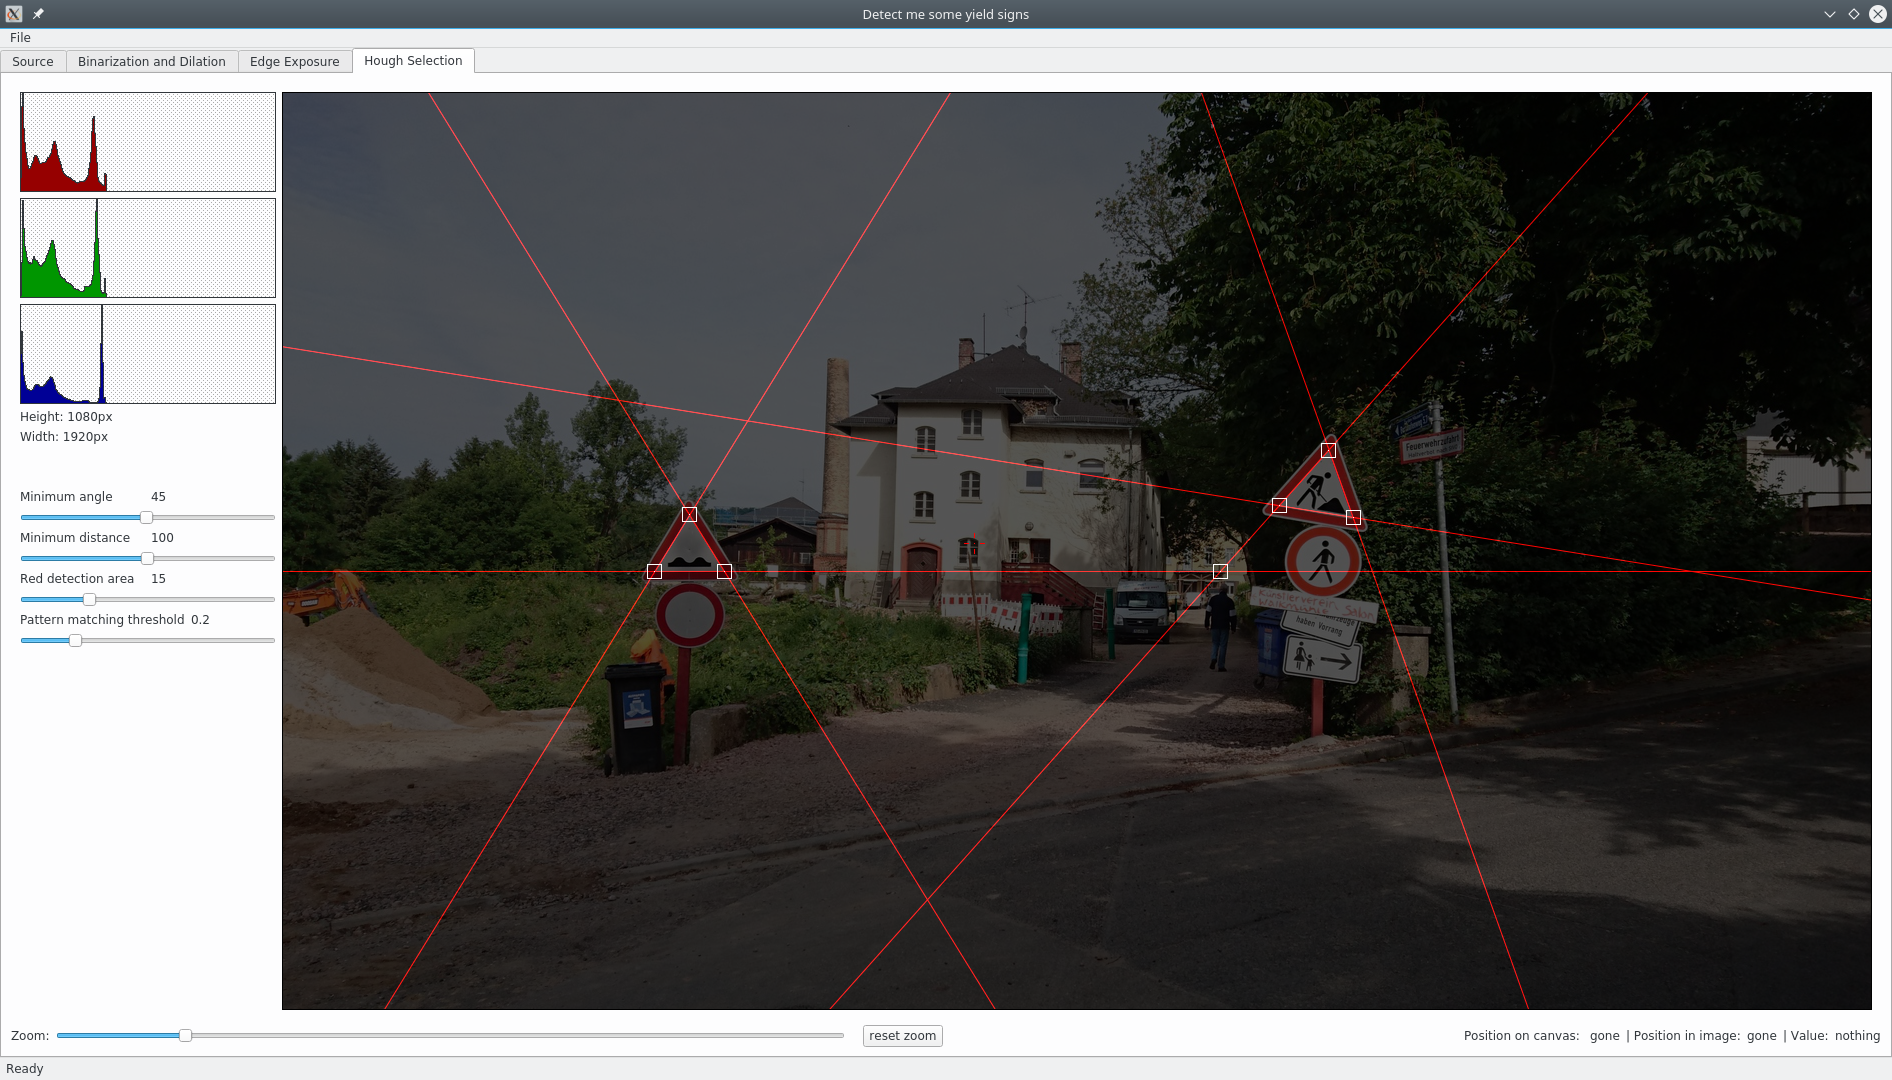 Detect me some yield signs
File
Source Binarization and Dilation Edge Exposure Hough Selection
Height: 1080px
Width: 1920px
Minimum angle 45
Minimum distance 100
Red detection area 15
Pattern matching threshold 0.2
Feuerwehrzufahrt
Künstlerverein
haben Vorrang
Zoom: reset zoom Position on canvas: gone | Position in image: gone | Value: nothing
Ready